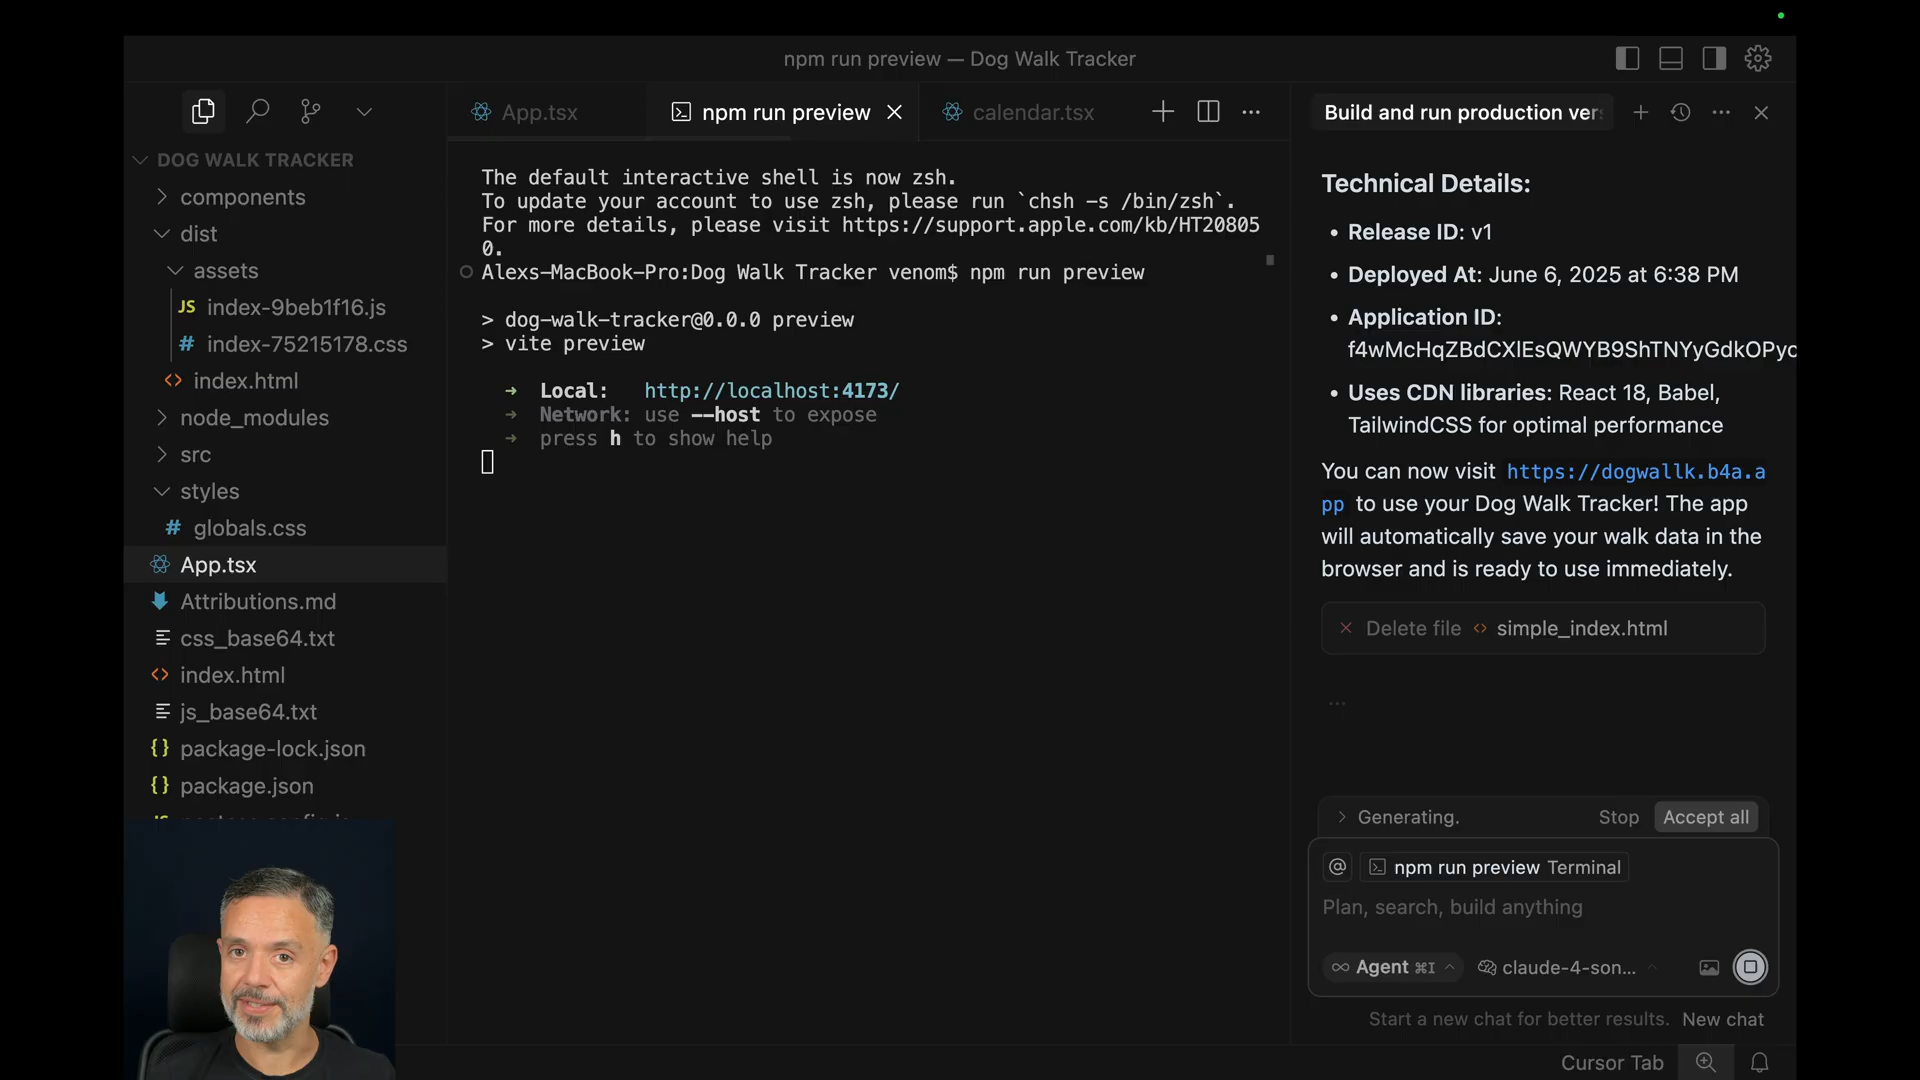 npm run preview — Dog Walk Tracker
App.tsx
npm run preview
calendar.tsx
Build and run production ver
DOG WALK TRACKER
components
dist
assets
JS index-9beb1f16.js
# index-75215178.css
<> index.html
node_modules
src
styles
# globals.css
App.tsx
Attributions.md
css_base64.txt
<> index.html
js_base64.txt
{} package-lock.json
{} package.json
The default interactive shell is now zsh.
To update your account to use zsh, please run `chsh -s /bin/zsh`.
For more details, please visit https://support.apple.com/kb/HT20805
0.
Alexs-MacBook-Pro:Dog Walk Tracker venom$ npm run preview
> dog-walk-tracker@0.0.0 preview
> vite preview
➜ Local: http://localhost:4173/
➜ Network: use --host to expose
➜ press h to show help
Technical Details:
• Release ID: v1
• Deployed At: June 6, 2025 at 6:38 PM
• Application ID:
f4wMcHqZBdCXlEsQWYB9ShTNYyGdkOPyc
• Uses CDN libraries: React 18, Babel,
TailwindCSS for optimal performance
You can now visit https://dogwallk.b4a.a
pp to use your Dog Walk Tracker! The app
will automatically save your walk data in the
browser and is ready to use immediately.
Delete file <> simple_index.html
...
Generating.
Stop
Accept all
@
npm run preview Terminal
Plan, search, build anything
∞ Agent ⌘I
claude-4-son...
Start a new chat for better results. New chat
Cursor Tab